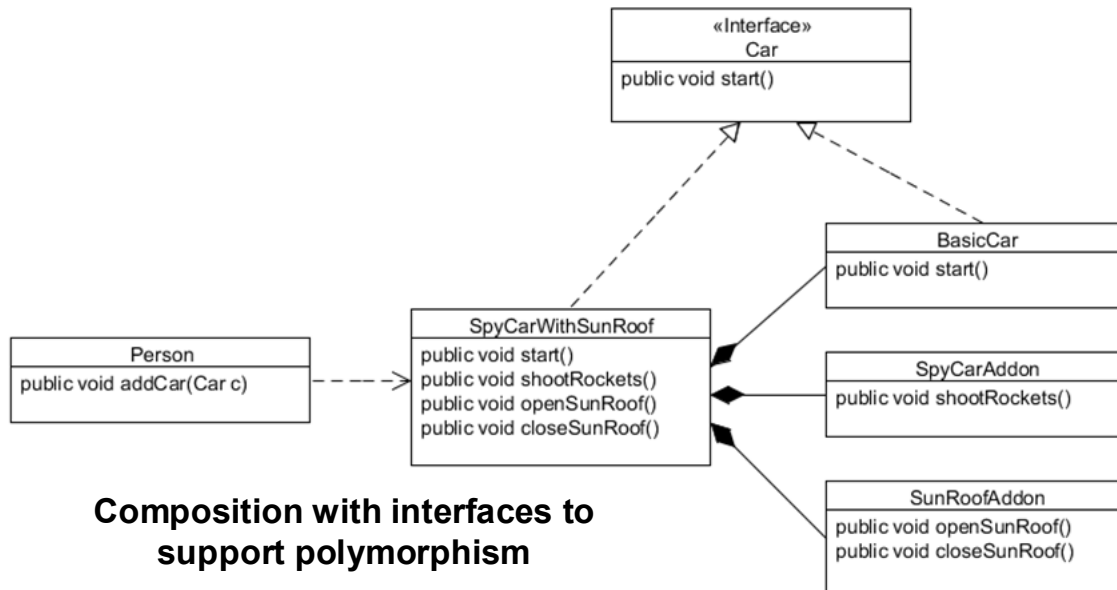 «Interface»
Car
public void start()
BasicCar
public void start()
SpyCarWithSunRoof
public void start()
public void shootRockets()
public void openSunRoof()
public void closeSunRoof()
Person
public void addCar(Car c)
SpyCarAddon
public void shootRockets()
SunRoofAddon
public void openSunRoof()
public void closeSunRoof()
Composition with interfaces to
support polymorphism